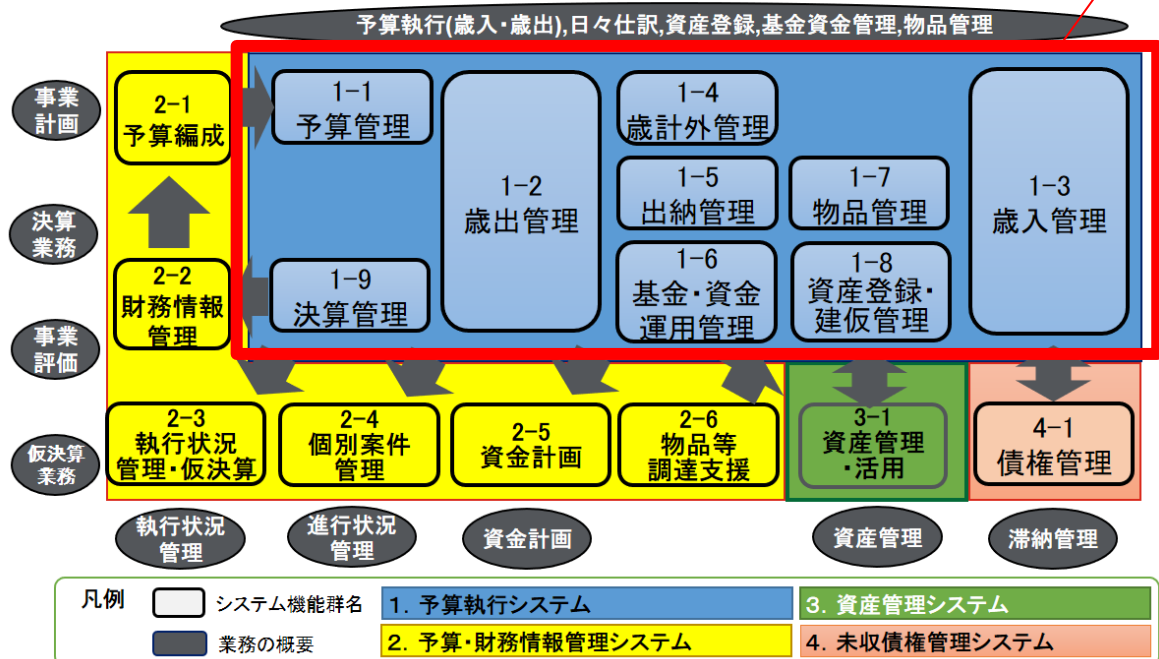 予算執行(歳入・歳出),日々仕訳,資産登録,基金資金管理,物品管理
事業
計画
2-1
予算編成
1-1
予算管理
1-2
歳出管理
1-4
歳計外管理
1-5
出納管理
1-7
物品管理
1-3
歳入管理
決算
業務
2-2
財務情報
管理
1-9
決算管理
1-6
基金・資金
運用管理
1-8
資産登録・
建仮管理
事業
評価
仮決算
業務
2-3
執行状況
管理・仮決算
2-4
個別案件
管理
2-5
資金計画
2-6
物品等
調達支援
3-1
資産管理
・活用
4-1
債権管理
執行状況
管理
進行状況
管理
資金計画
資産管理
滞納管理
凡例
システム機能群名
業務の概要
1. 予算執行システム
2. 予算・財務情報管理システム
3. 資産管理システム
4. 未収債権管理システム